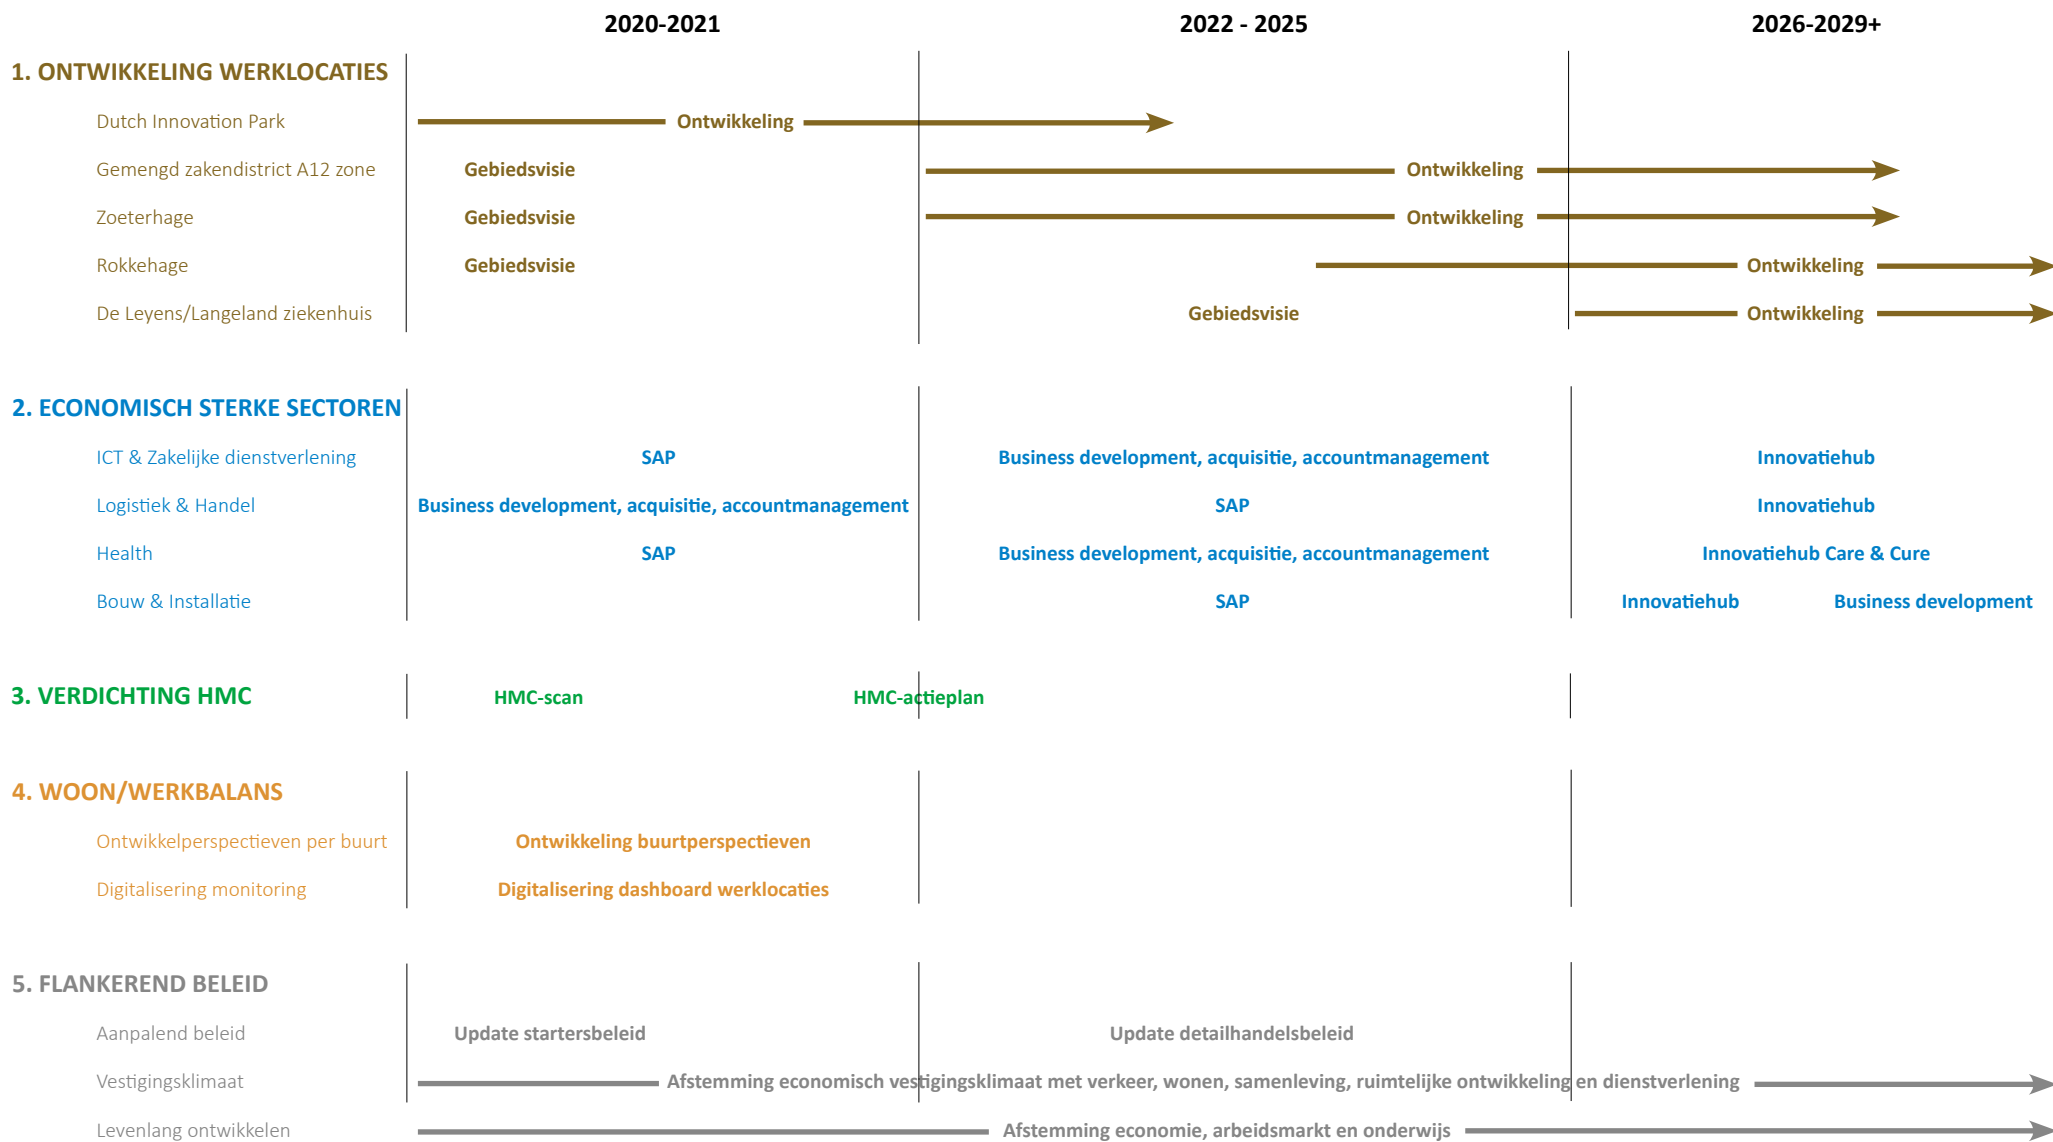 2020-2021 2022 - 2025 2026-2029+
1. ONTWIKKELING WERKLOCATIES
Dutch Innovation Park Ontwikkeling
Gemengd zakendistrict A12 zone Gebiedsvisie Ontwikkeling
Zoeterhage Gebiedsvisie Ontwikkeling
Rokkehage Gebiedsvisie Ontwikkeling
De Leyens/Langeland ziekenhuis Gebiedsvisie Ontwikkeling
2. ECONOMISCH STERKE SECTOREN
ICT & Zakelijke dienstverlening SAP Business development, acquisitie, accountmanagement Innovatiehub
Logistiek & Handel Business development, acquisitie, accountmanagement SAP Innovatiehub
Health SAP Business development, acquisitie, accountmanagement Innovatiehub Care & Cure
Bouw & Installatie SAP Innovatiehub Business development
3. VERDICHTING HMC HMC-scan HMC-actieplan
4. WOON/WERKBALANS
Ontwikkelperspectieven per buurt Ontwikkeling buurtperspectieven
Digitalisering monitoring Digitalisering dashboard werklocaties
5. FLANKEREND BELEID
Aanpalend beleid Update startersbeleid Update detailhandelsbeleid
Vestigingsklimaat Afstemming economisch vestigingsklimaat met verkeer, wonen, samenleving, ruimtelijke ontwikkeling en dienstverlening
Levenlang ontwikkelen Afstemming economie, arbeidsmarkt en onderwijs